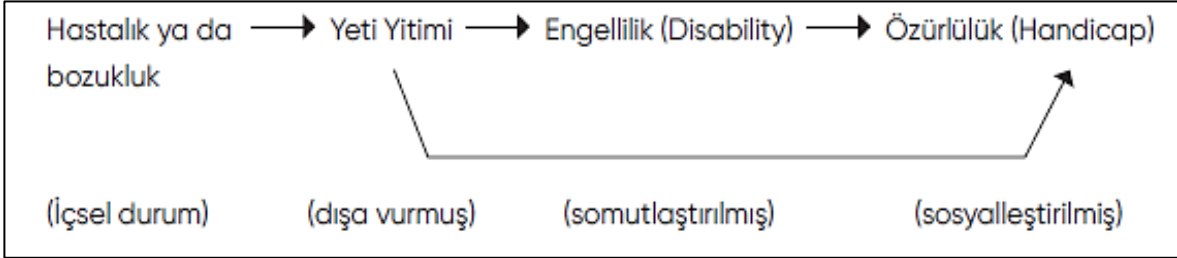 Hastalık ya da Yeti Yitimi Engellilik (Disability) Özürlülük (Handicap)
bozukluk
(İçsel durum) (dışa vurmuş) (somutlaştırılmış) (sosyalleştirilmiş)